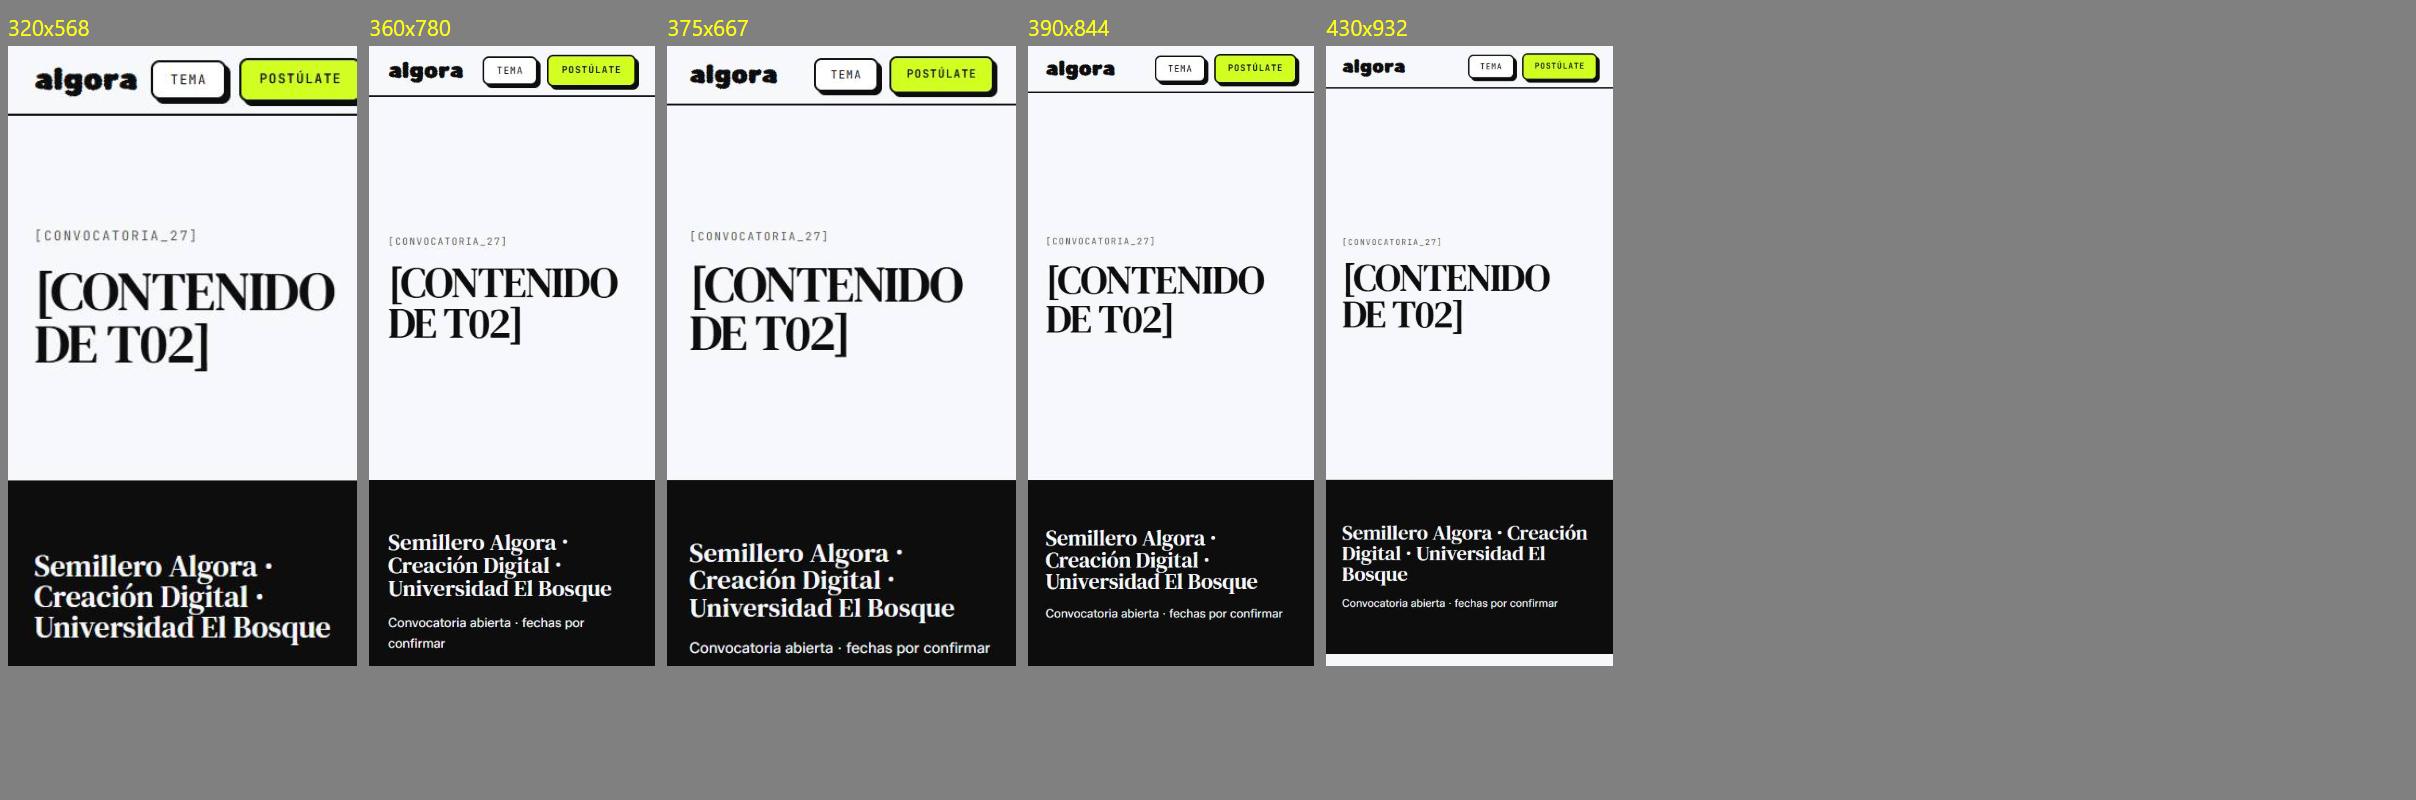 320x568
algora
TEMA
POSTÚLATE
[CONVOCATORIA_27]
[CONTENIDO
DE T02]
Semillero Algora ·
Creación Digital ·
Universidad El Bosque
360x780
algora
TEMA
POSTÚLATE
[CONVOCATORIA_27]
[CONTENIDO
DE T02]
Semillero Algora ·
Creación Digital ·
Universidad El Bosque
Convocatoria abierta · fechas por
confirmar
375x667
algora
TEMA
POSTÚLATE
[CONVOCATORIA_27]
[CONTENIDO
DE T02]
Semillero Algora ·
Creación Digital ·
Universidad El Bosque
Convocatoria abierta · fechas por confirmar
390x844
algora
TEMA
POSTÚLATE
[CONVOCATORIA_27]
[CONTENIDO
DE T02]
Semillero Algora ·
Creación Digital ·
Universidad El Bosque
Convocatoria abierta · fechas por confirmar
430x932
algora
TEMA
POSTÚLATE
[CONVOCATORIA_27]
[CONTENIDO
DE T02]
Semillero Algora · Creación
Digital · Universidad El
Bosque
Convocatoria abierta · fechas por confirmar